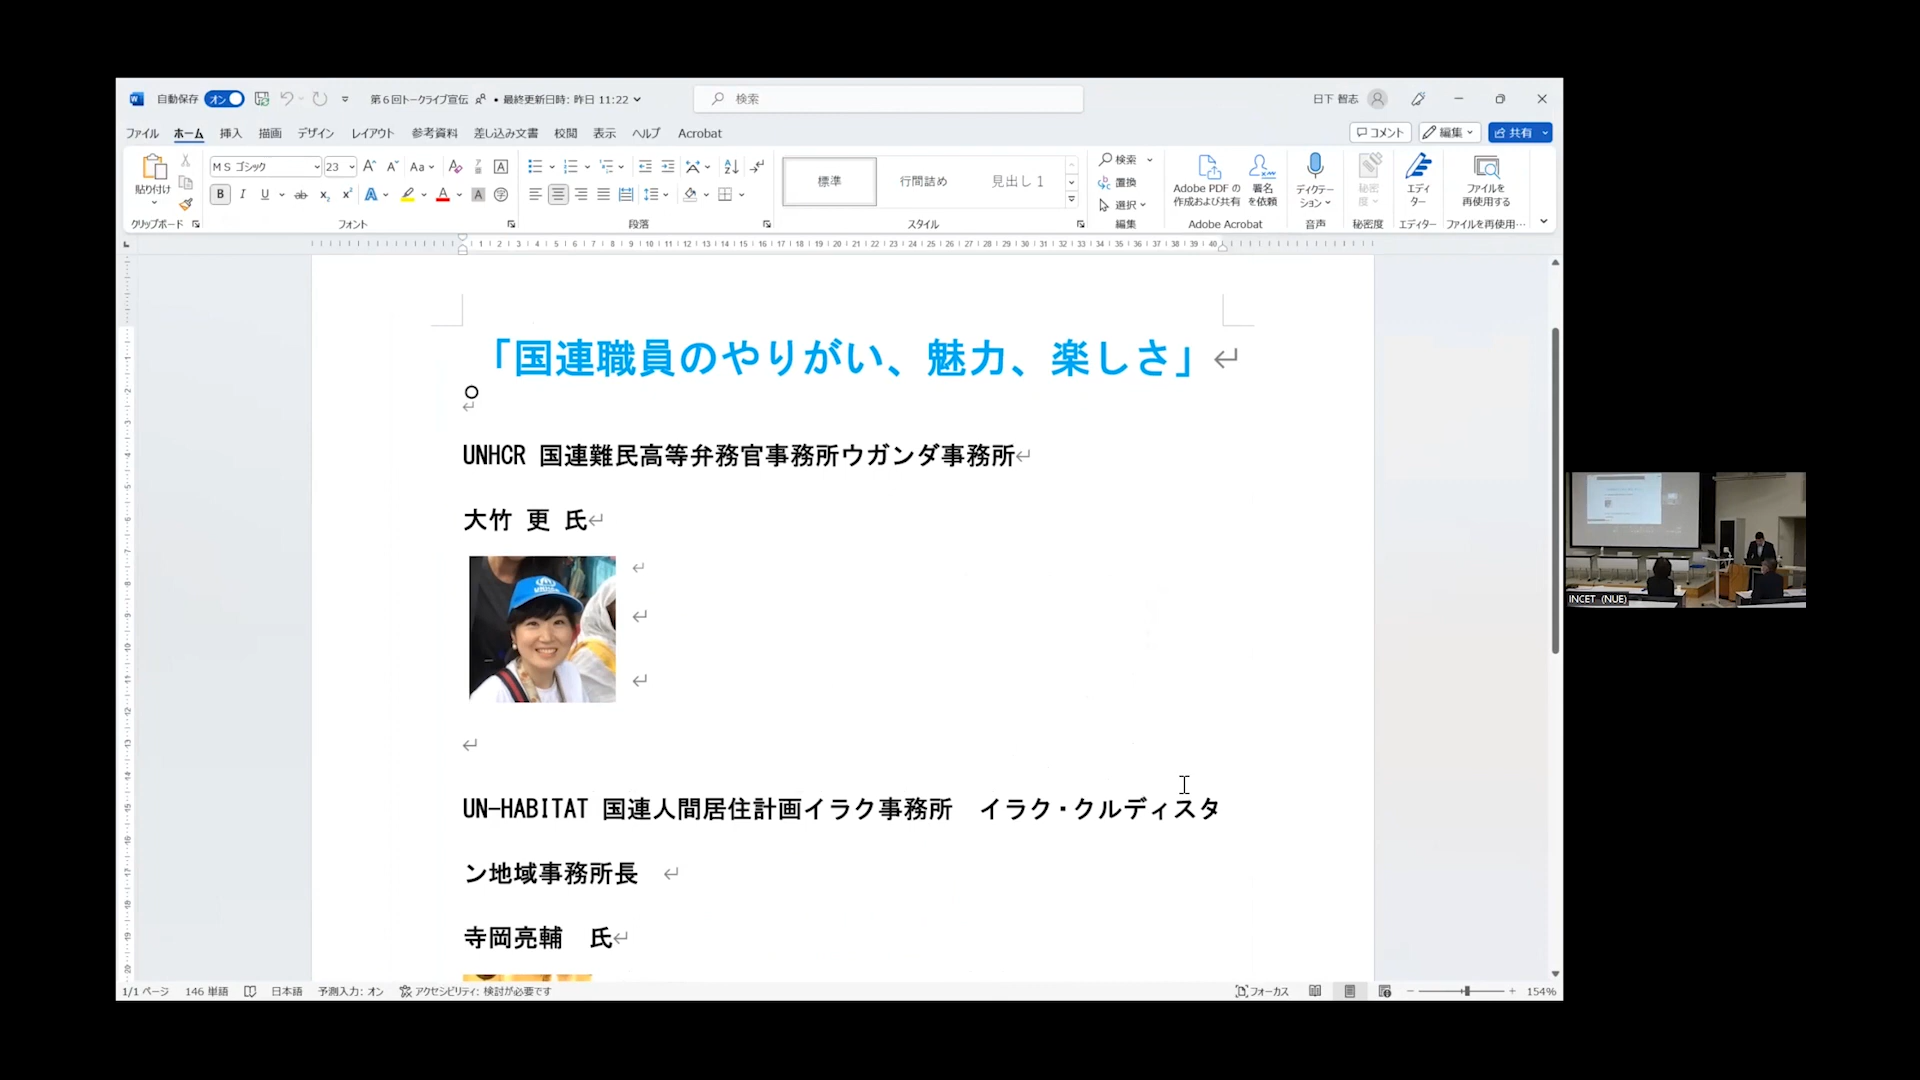 自動保存 オン 第６回トークライブ宣伝 • 最終更新日時: 昨日 11:22 検索 日下 智志
ファイル ホーム 挿入 描画 デザイン レイアウト 参考資料 差し込み文書 校閲 表示 ヘルプ Acrobat コメント 編集 共有
貼り付け MS ゴシック 23 Aa 標準 行間詰め 見出し 1 検索 置換 選択 Adobe PDF の作成および共有 署名を依頼 ディクテーション 秘密度 エディター ファイルを再使用する
クリップボード フォント 段落 スタイル 編集 Adobe Acrobat 音声 秘密度 エディター ファイルを再使用…
「国連職員のやりがい、魅力、楽しさ」
UNHCR 国連難民高等弁務官事務所ウガンダ事務所
大竹 更 氏
UN-HABITAT 国連人間居住計画イラク事務所　イラク・クルディスタ
ン地域事務所長
寺岡亮輔　氏
INCET (NUE)
1/1 ページ 146 単語 日本語 予測入力: オン アクセシビリティ: 検討が必要です フォーカス 154%